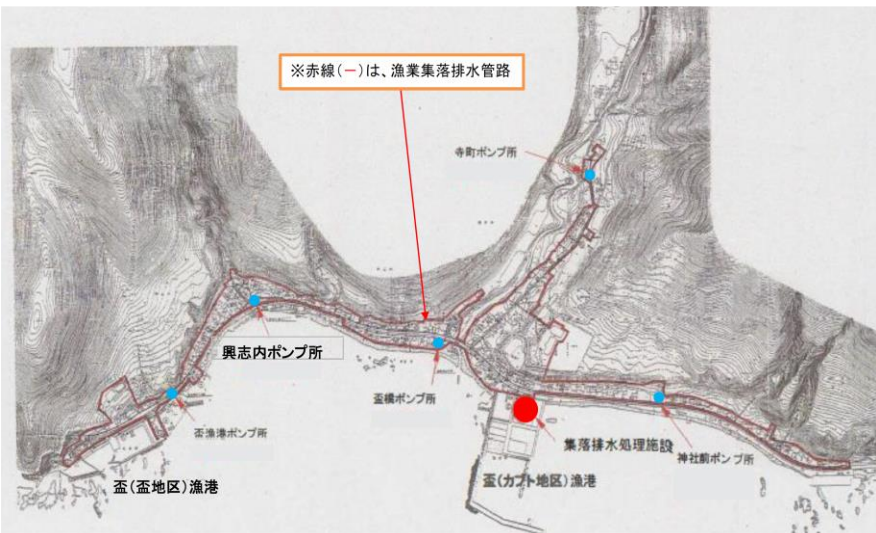 ※赤線(ー)は、漁業集落排水管路
寺町ポンプ所
興志内ポンプ所
盃橋ポンプ所
盃漁港ポンプ所
集落排水処理施設
神社前ポンプ所
盃(カブト地区)漁港
盃(盃地区)漁港